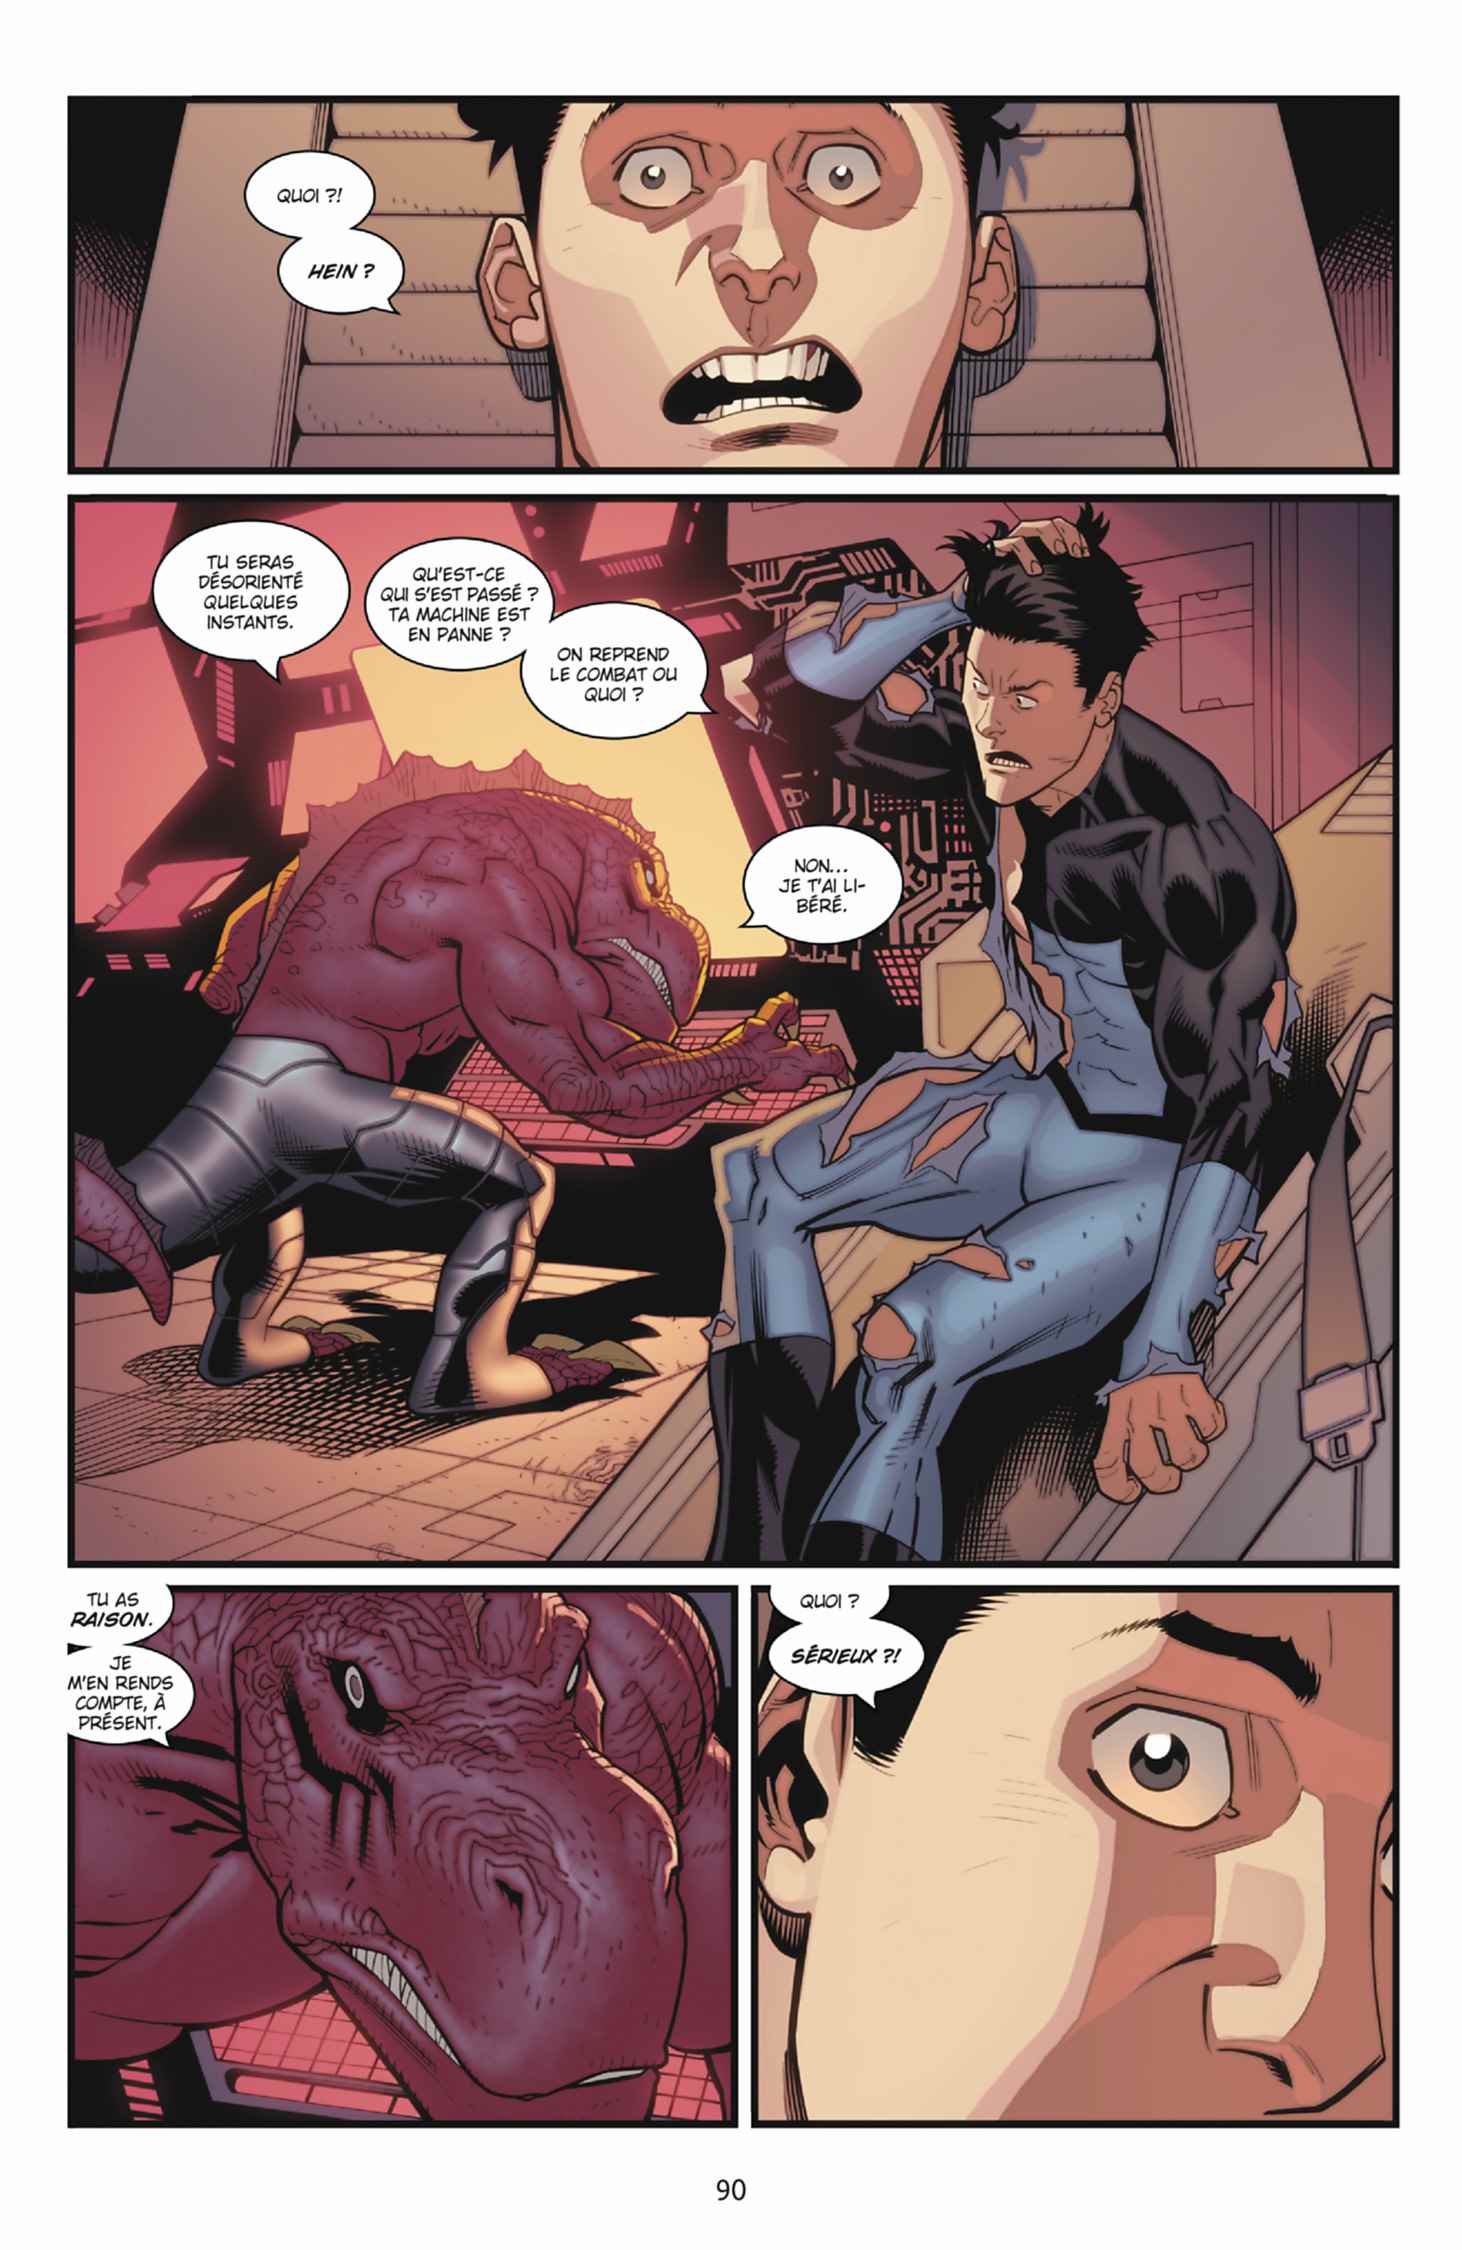 QUOI ?!
HEIN ?
TU SERAS
DÉSORIENTÉ
QUELQUES
INSTANTS.
QU'EST-CE
QUI S'EST PASSÉ ?
TA MACHINE EST
EN PANNE ?
ON REPREND
LE COMBAT OU
QUOI ?
NON...
JE T'AI LI-
BÉRÉ.
TU AS
RAISON.
JE
M'EN RENDS
COMPTE, À
PRÉSENT.
QUOI ?
SÉRIEUX ?!
90